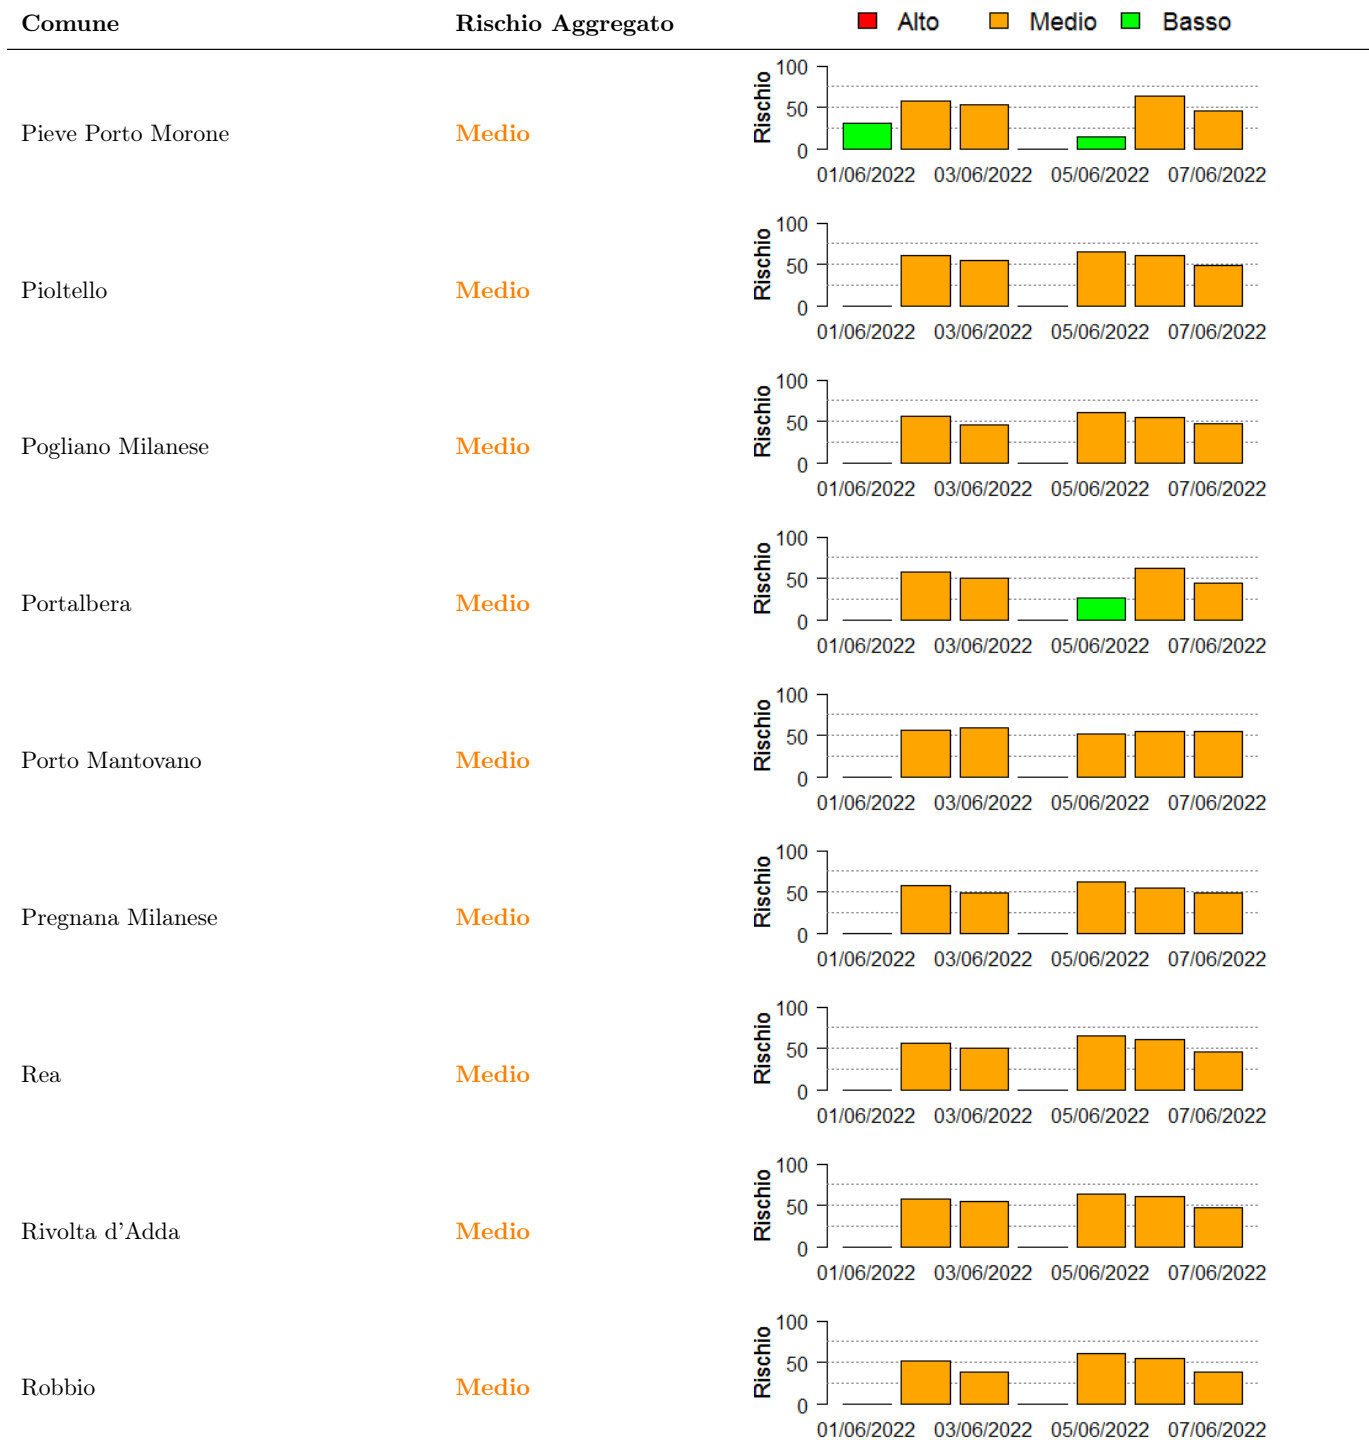 Comune Rischio Aggregato Alto Medio Basso
Pieve Porto Morone Medio Rischio 100 50 0
01/06/2022 03/06/2022 05/06/2022 07/06/2022
Pioltello Medio Rischio 100 50 0
01/06/2022 03/06/2022 05/06/2022 07/06/2022
Pogliano Milanese Medio Rischio 100 50 0
01/06/2022 03/06/2022 05/06/2022 07/06/2022
Portalbera Medio Rischio 100 50 0
01/06/2022 03/06/2022 05/06/2022 07/06/2022
Porto Mantovano Medio Rischio 100 50 0
01/06/2022 03/06/2022 05/06/2022 07/06/2022
Pregnana Milanese Medio Rischio 100 50 0
01/06/2022 03/06/2022 05/06/2022 07/06/2022
Rea Medio Rischio 100 50 0
01/06/2022 03/06/2022 05/06/2022 07/06/2022
Rivolta d'Adda Medio Rischio 100 50 0
01/06/2022 03/06/2022 05/06/2022 07/06/2022
Robbio Medio Rischio 100 50 0
01/06/2022 03/06/2022 05/06/2022 07/06/2022